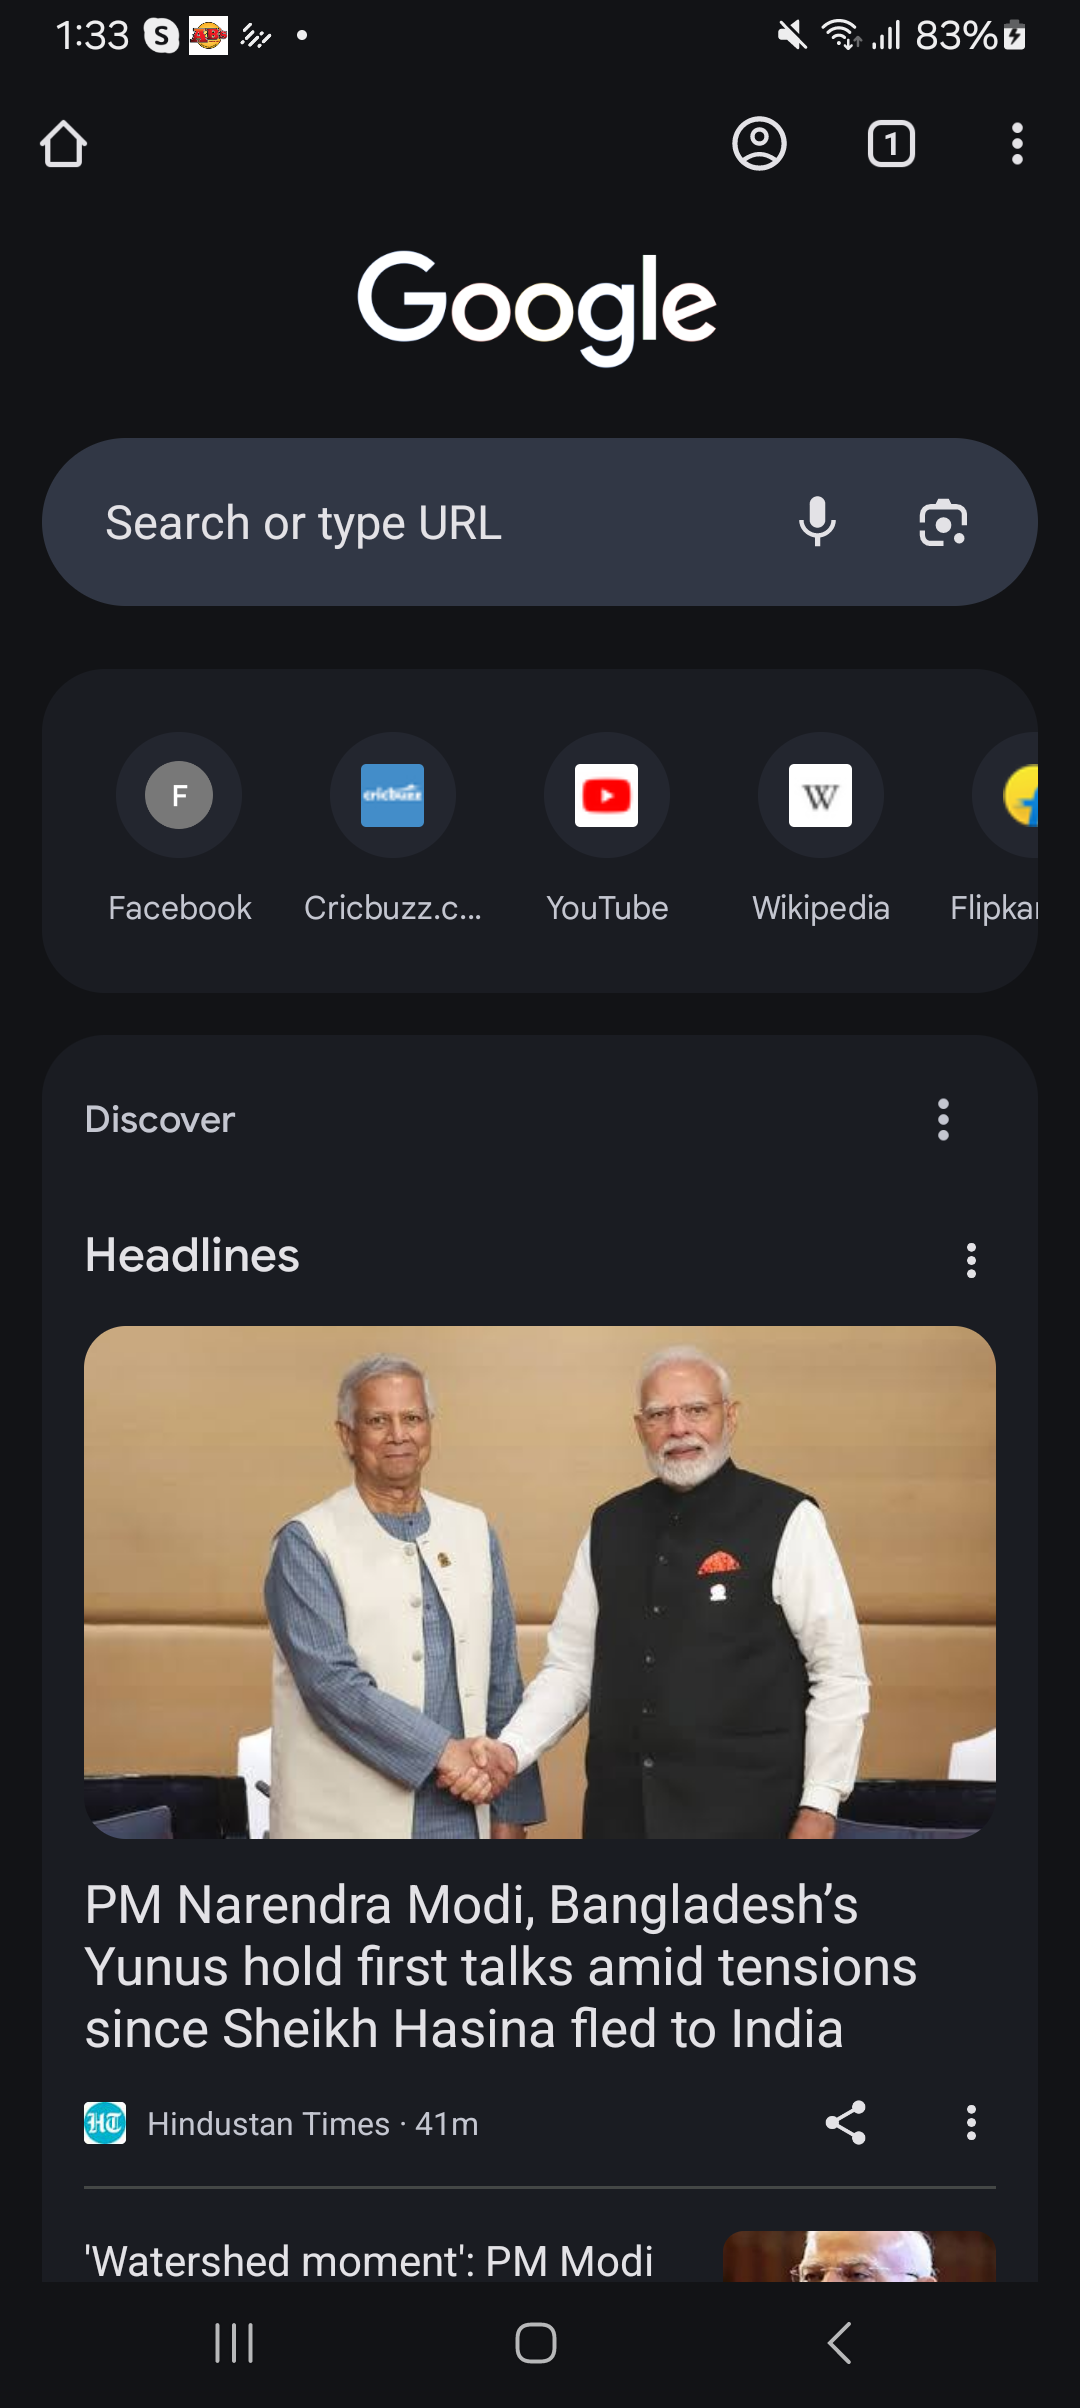 1:33
83%
1
Google
Search or type URL
F
cricbuzz
W
Facebook
Cricbuzz.c...
YouTube
Wikipedia
Flipkar
Discover
Headlines
PM Narendra Modi, Bangladesh’s
Yunus hold first talks amid tensions
since Sheikh Hasina fled to India
HT
Hindustan Times · 41m
'Watershed moment': PM Modi